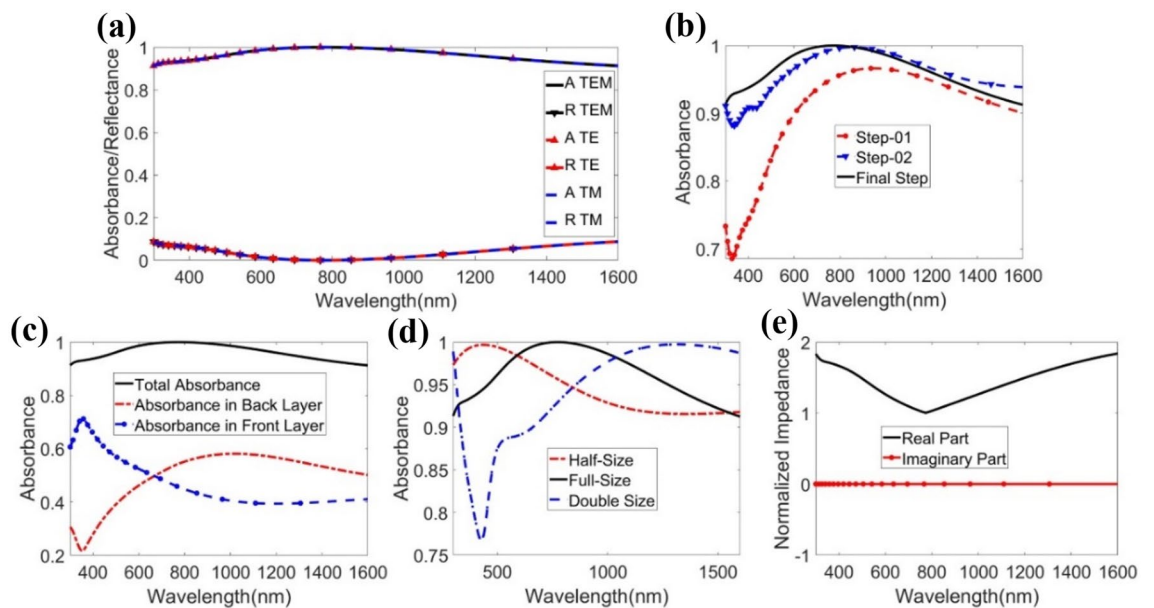 (a)
Absorbance/Reflectance
1
0.8
0.6
0.4
0.2
0
A TEM
R TEM
A TE
R TE
A TM
R TM
400 600 800 1000 1200 1400 1600
Wavelength(nm)
(b)
Absorbance
1
0.9
0.8
0.7
Step-01
Step-02
Final Step
400 600 800 1000 1200 1400 1600
Wavelength(nm)
(c)
Absorbance
1
0.8
0.6
0.4
0.2
Total Absorbance
Absorbance in Back Layer
Absorbance in Front Layer
400 600 800 1000 1200 1400 1600
Wavelength(nm)
(d)
Absorbance
1
0.95
0.9
0.85
0.8
0.75
Half-Size
Full-Size
Double Size
500 1000 1500
Wavelength(nm)
(e)
Normalized Impedance
2
1
0
-1
Real Part
Imaginary Part
400 600 800 1000 1200 1400 1600
Wavelength(nm)